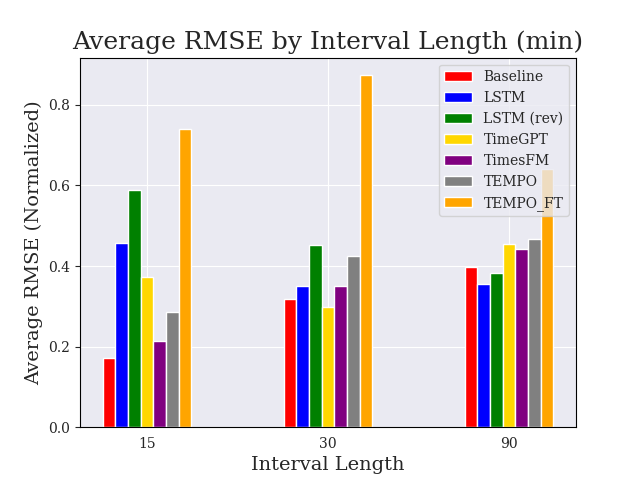 Average RMSE by Interval Length (min)
Average RMSE (Normalized)
0.8
0.6
0.4
0.2
0.0
Baseline
LSTM
LSTM (rev)
TimeGPT
TimesFM
TEMPO
TEMPO_FT
15
30
90
Interval Length